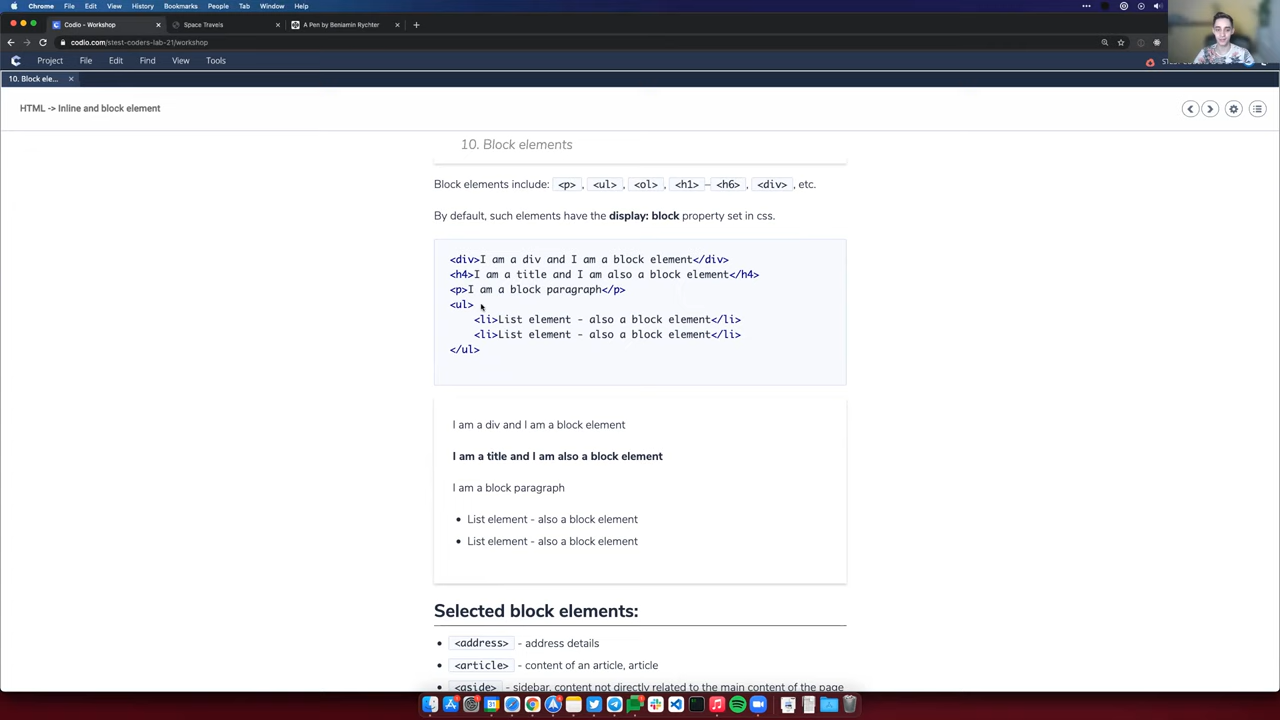 Chrome File Edit View History Bookmarks People Tab Window Help
Codio - Workshop
Space Travels
A Pen by Beniamin Rychter
codio.com/stest-coders-lab-21/workshop
Project File Edit Find View Tools
10. Block ele...
HTML -> Inline and block element
10. Block elements
Block elements include: <p> , <ul> , <ol> , <h1> – <h6> , <div> , etc.
By default, such elements have the display: block property set in css.
<div>I am a div and I am a block element</div>
<h4>I am a title and I am also a block element</h4>
<p>I am a block paragraph</p>
<ul>
<li>List element - also a block element</li>
<li>List element - also a block element</li>
</ul>
I am a div and I am a block element
I am a title and I am also a block element
I am a block paragraph
List element - also a block element
List element - also a block element
Selected block elements:
<address> - address details
<article> - content of an article, article
<aside> - sidebar, content not directly related to the main content of the page